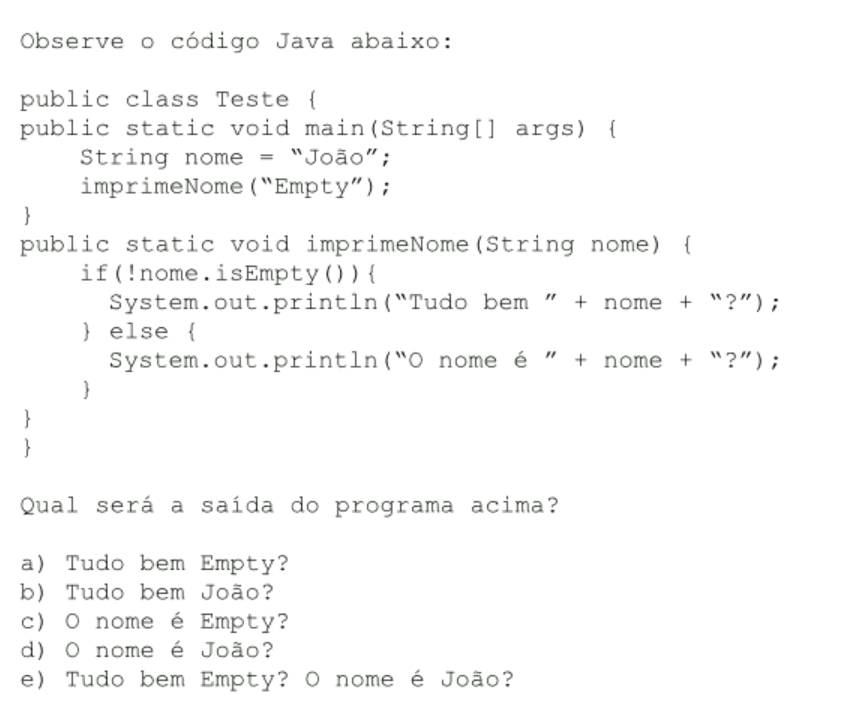 Observe o código Java abaixo:
public class Teste {
public static void main(String[] args) {
String nome = “João”;
imprimeNome(“Empty”);
}
public static void imprimeNome(String nome) {
if(!nome.isEmpty()){
System.out.println(“Tudo bem ” + nome + “?”);
} else {
System.out.println(“O nome é ” + nome + “?”);
}
}
}
Qual será a saída do programa acima?
a) Tudo bem Empty?
b) Tudo bem João?
c) O nome é Empty?
d) O nome é João?
e) Tudo bem Empty? O nome é João?